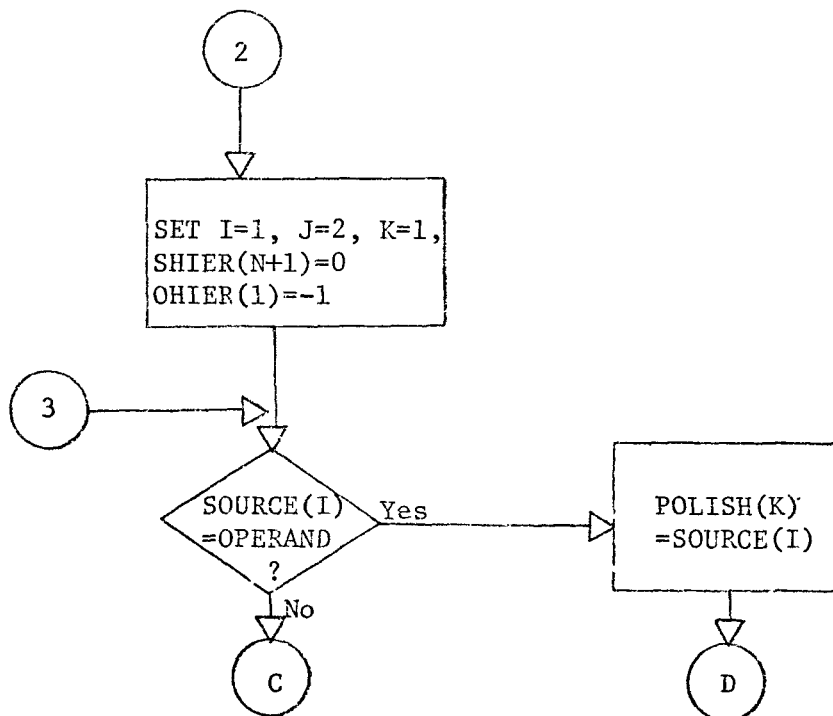 2
SET I=1, J=2, K=1,
SHIER(N+1)=0
OHIER(1)=-1
3
SOURCE(I)
=OPERAND
?
Yes
POLISH(K)
=SOURCE(I)
No
C
D